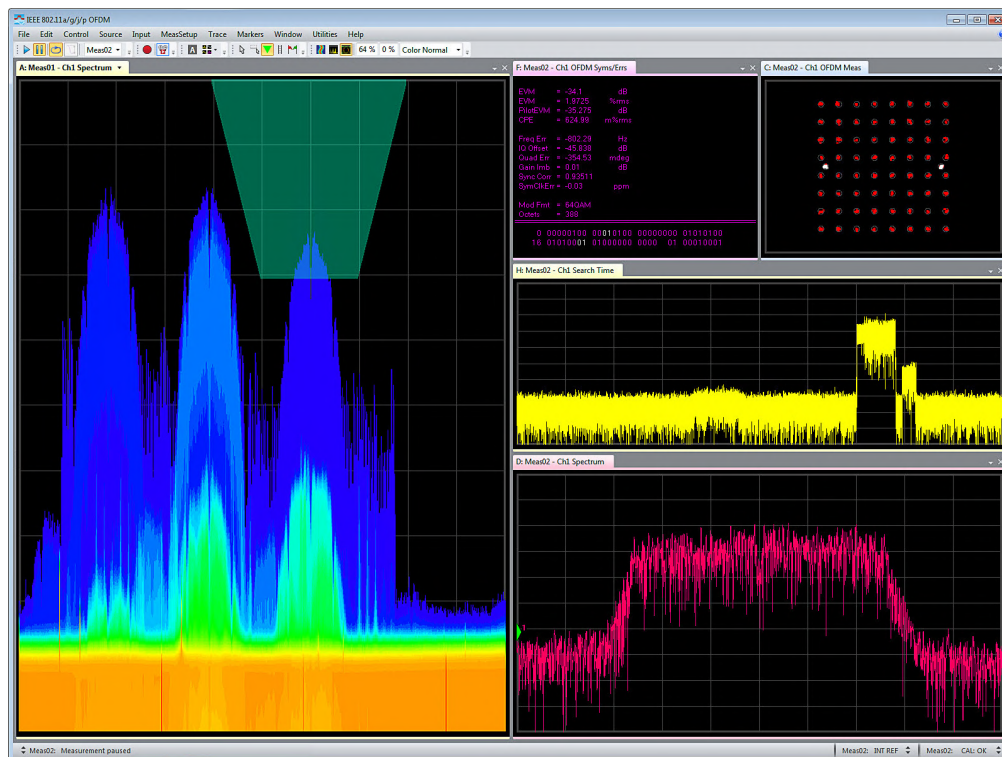 IEEE 802.11a/g/j/p OFDM
File Edit Control Source Input MeasSetup Trace Markers Window Utilities Help
Meas02 A 64 % 0 % Color Normal
A: Meas01 - Ch1 Spectrum
F: Meas02 - Ch1 OFDM Syms/Errs
EVM = -34.1 dB
EVM = 1.9725 %rms
PilotEVM = -35.275 dB
CPE = 624.99 m%rms
Freq Err = -802.29 Hz
IQ Offset = -45.838 dB
Quad Err = -354.53 mdeg
Gain Imb = 0.01 dB
Sync Corr = 0.93511
SymClkErr = -0.03 ppm
Mod Fmt = 64QAM
Octets = 388
0 00000100 00010100 00000000 01010100
16 01010001 01000000 0000 01 00010001
C: Meas02 - Ch1 OFDM Meas
H: Meas02 - Ch1 Search Time
D: Meas02 - Ch1 Spectrum
1
Meas02: Measurement paused
Meas02: INT REF
Meas02: CAL: OK